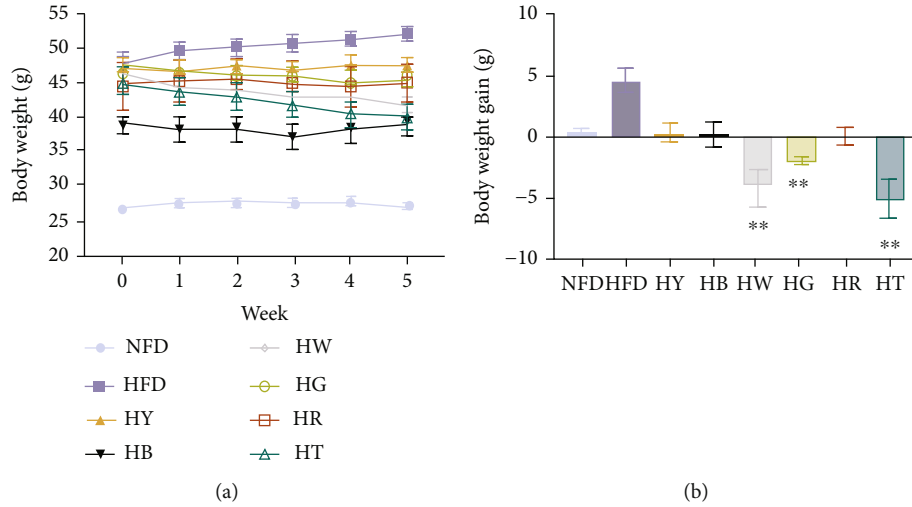 55
50
45
40
35
30
25
20
Body weight (g)
0 1 2 3 4 5
Week
NFD
HFD
HY
HB
HW
HG
HR
HT
(a)
10
5
0
−5
−10
Body weight gain (g)
**
**
**
NFD HFD HY HB HW HG HR HT
(b)